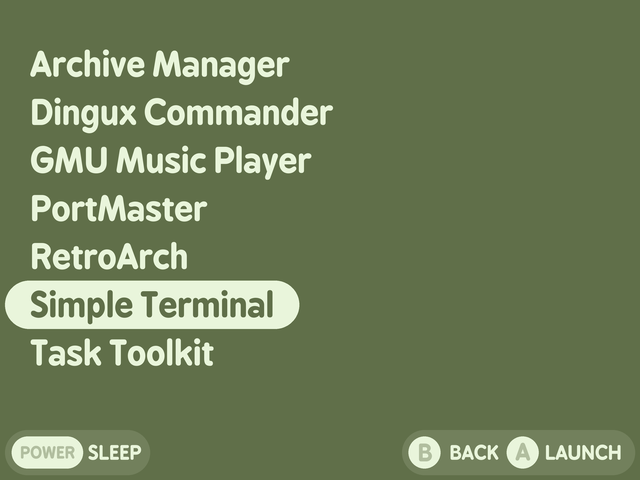 Archive Manager
Dingux Commander
GMU Music Player
PortMaster
RetroArch
Simple Terminal
Task Toolkit
POWER SLEEP B BACK A LAUNCH